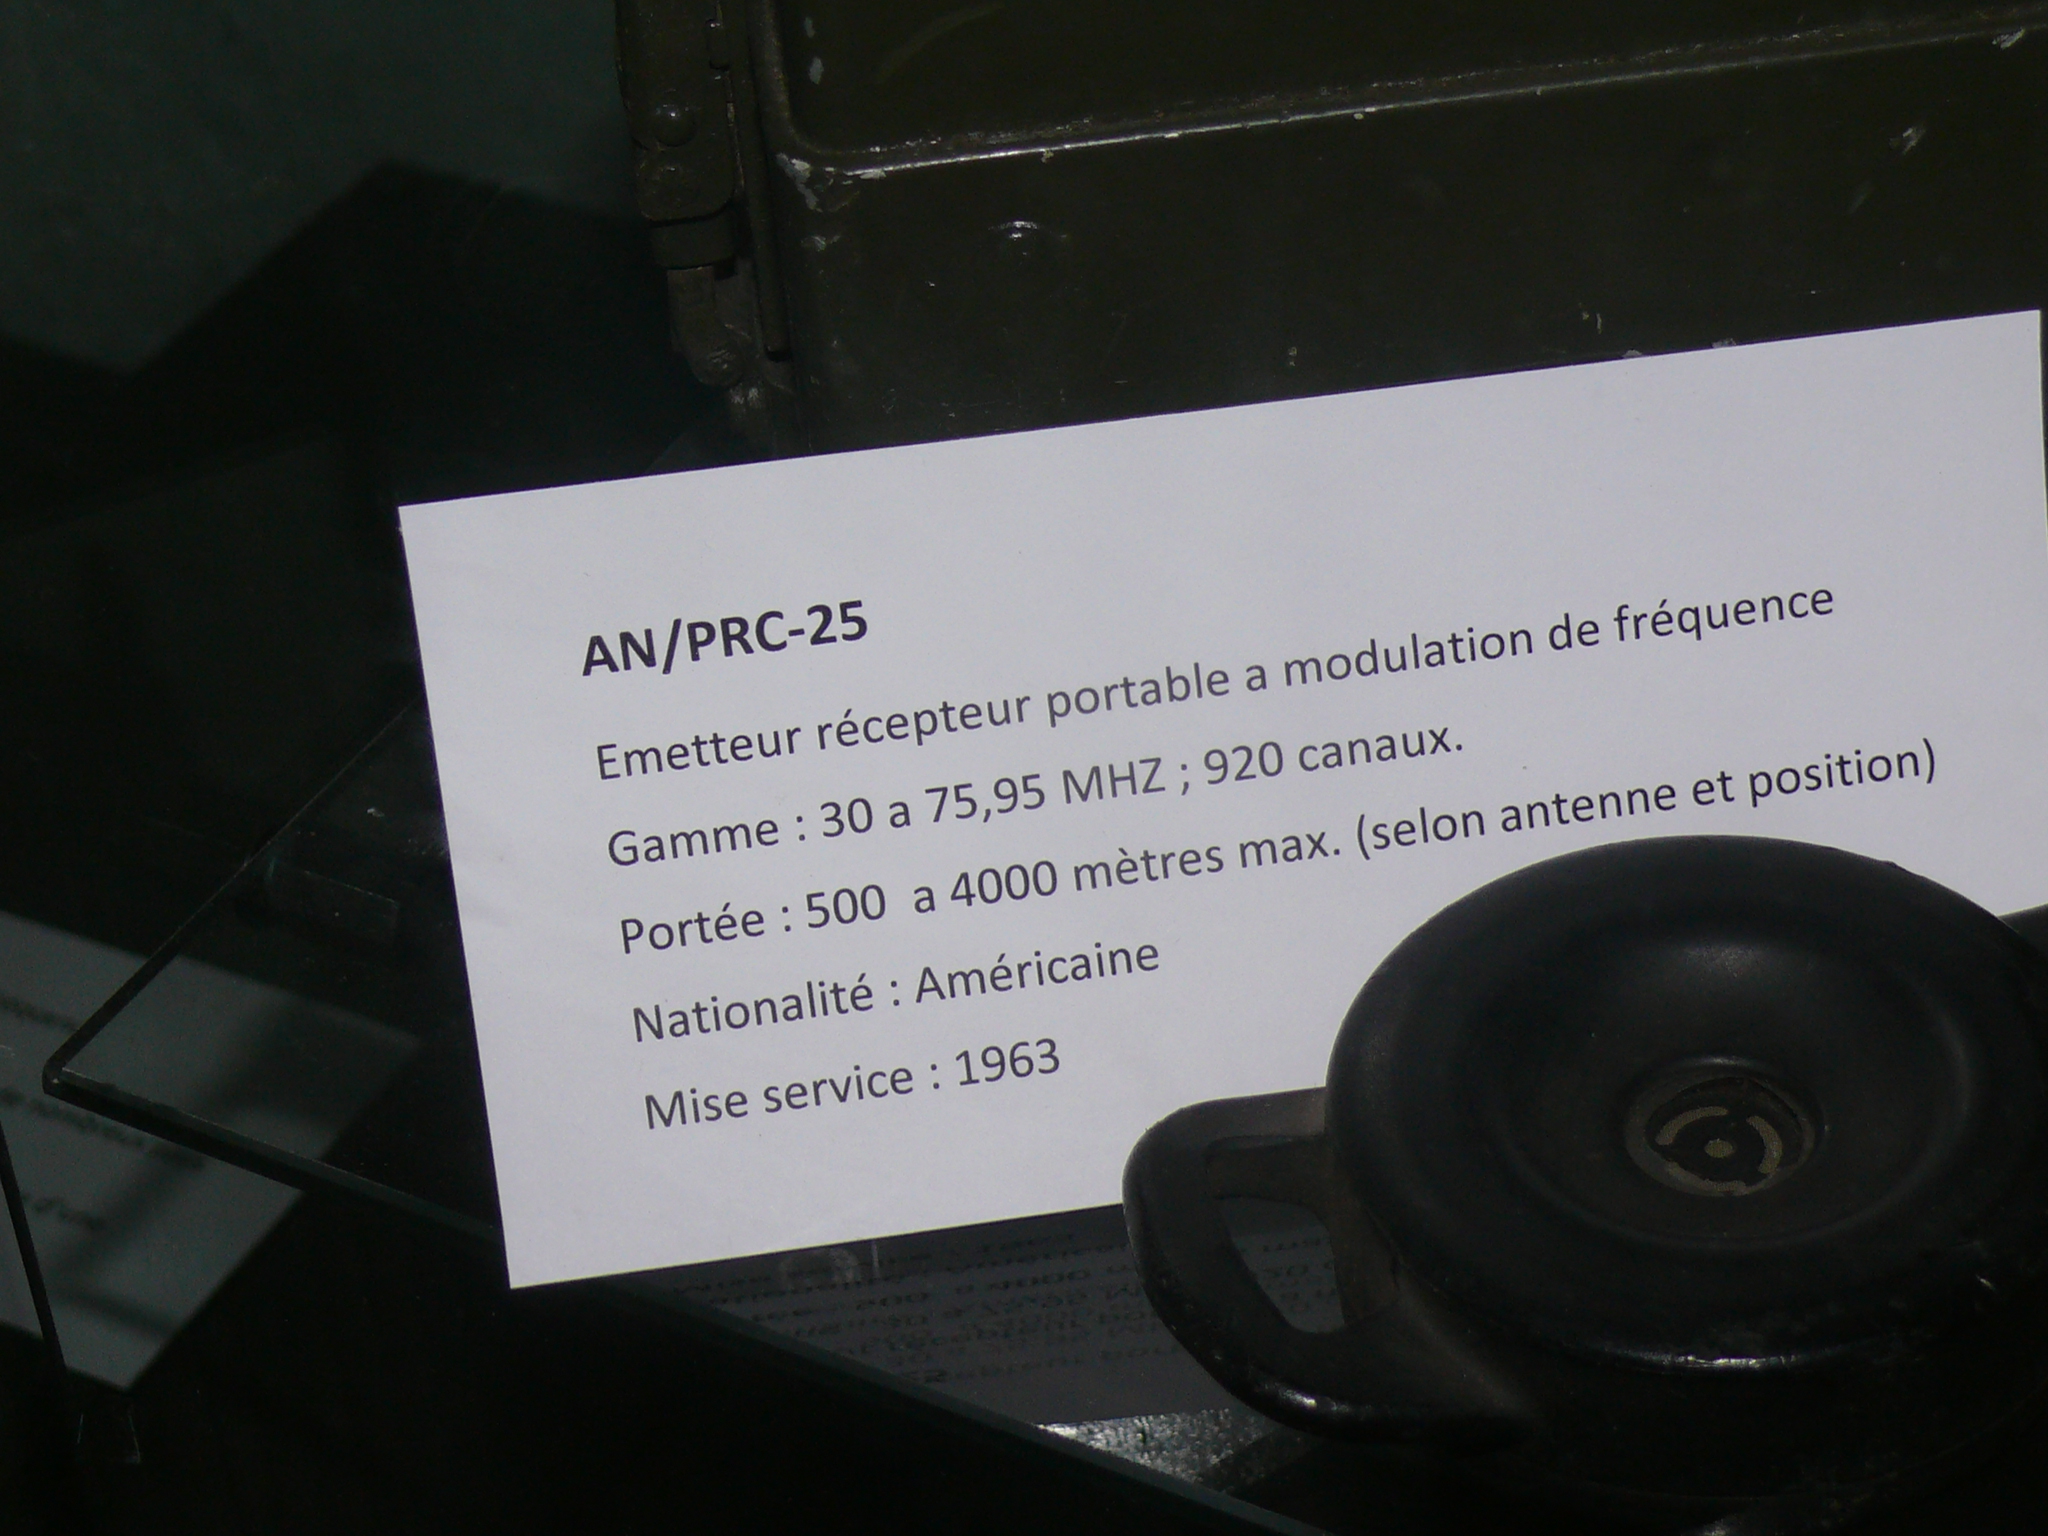 AN/PRC-25
Emetteur récepteur portable a modulation de fréquence
Gamme : 30 a 75,95 MHZ ; 920 canaux.
Portée : 500  a 4000 mètres max. (selon antenne et position)
Nationalité : Américaine
Mise service : 1963